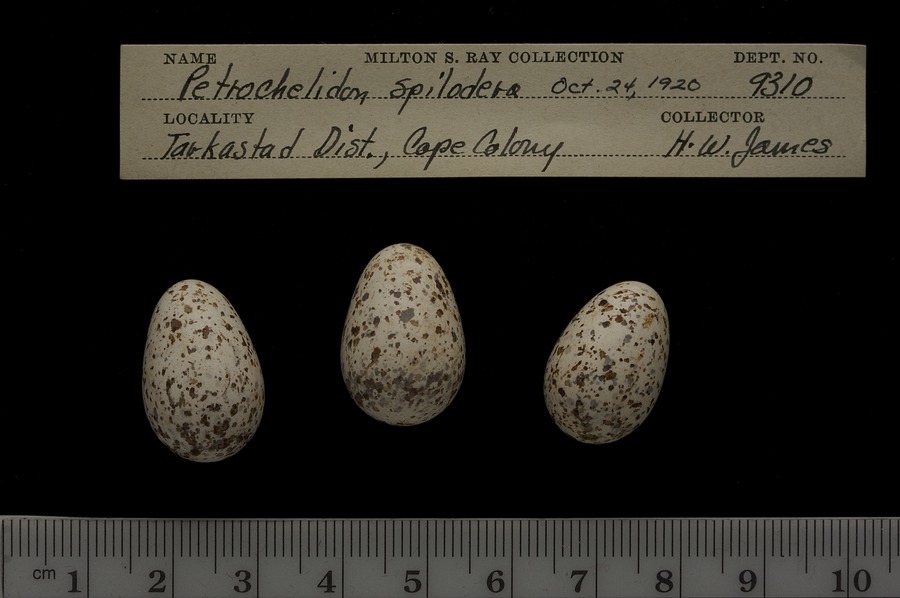 NAME MILTON S. RAY COLLECTION DEPT. NO.
Petrochelidon spilodera Oct. 24, 1920 9310
LOCALITY COLLECTOR
Tarkastad Dist., Cape Colony H. W. James
cm 1 2 3 4 5 6 7 8 9 10